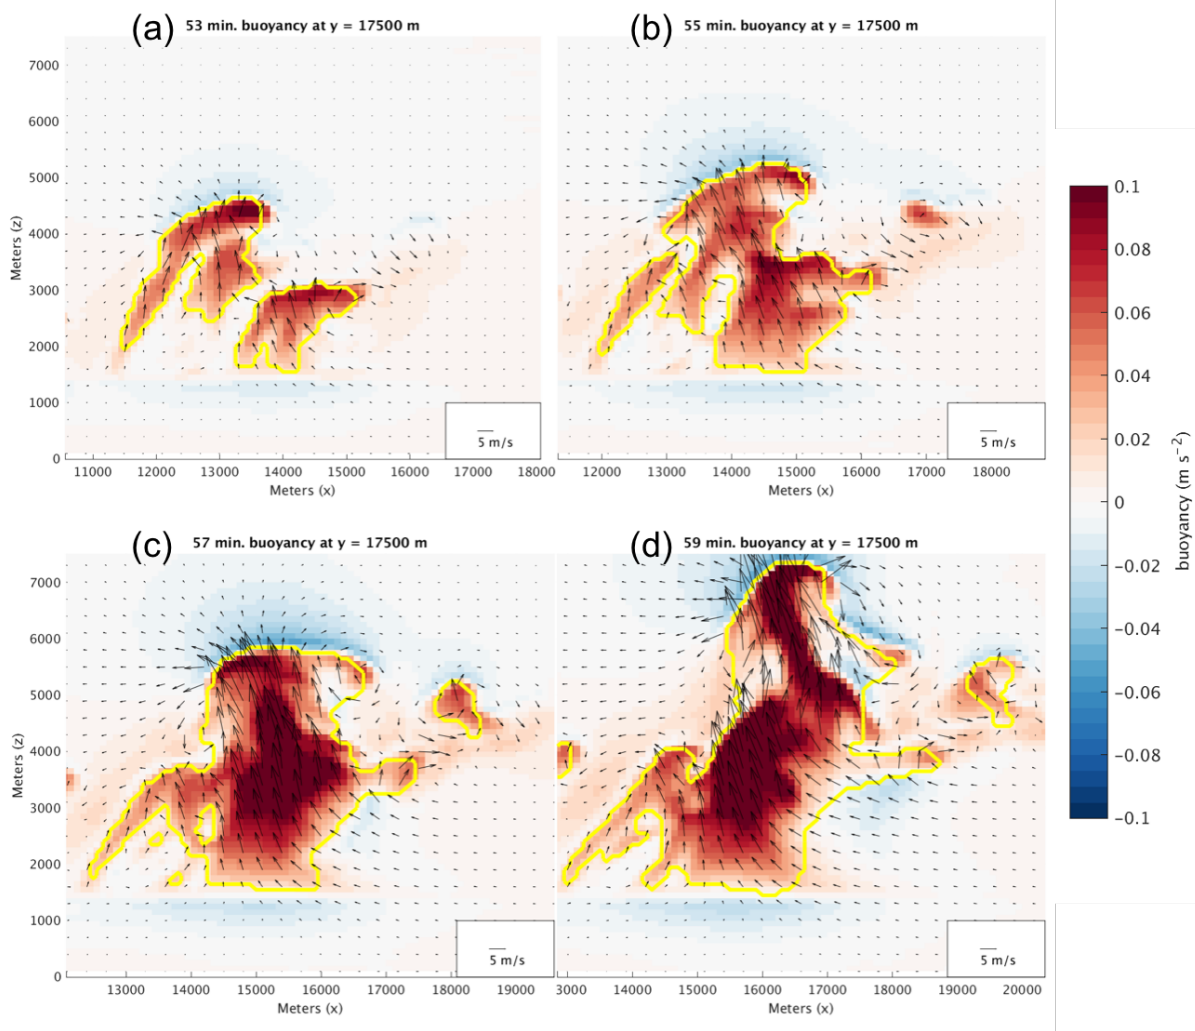 (a) 53 min. buoyancy at y = 17500 m
7000
6000
5000
4000
3000
2000
1000
0
Meters (z)
5 m/s
11000 12000 13000 14000 15000 16000 17000 18000
Meters (x)
(b) 55 min. buoyancy at y = 17500 m
5 m/s
12000 13000 14000 15000 16000 17000 18000
Meters (x)
(c) 57 min. buoyancy at y = 17500 m
7000
6000
5000
4000
3000
2000
1000
0
Meters (z)
5 m/s
13000 14000 15000 16000 17000 18000 19000
Meters (x)
(d) 59 min. buoyancy at y = 17500 m
5 m/s
3000 14000 15000 16000 17000 18000 19000 20000
Meters (x)
0.1
0.08
0.06
0.04
0.02
0
−0.02
−0.04
−0.06
−0.08
−0.1
buoyancy (m s⁻²)